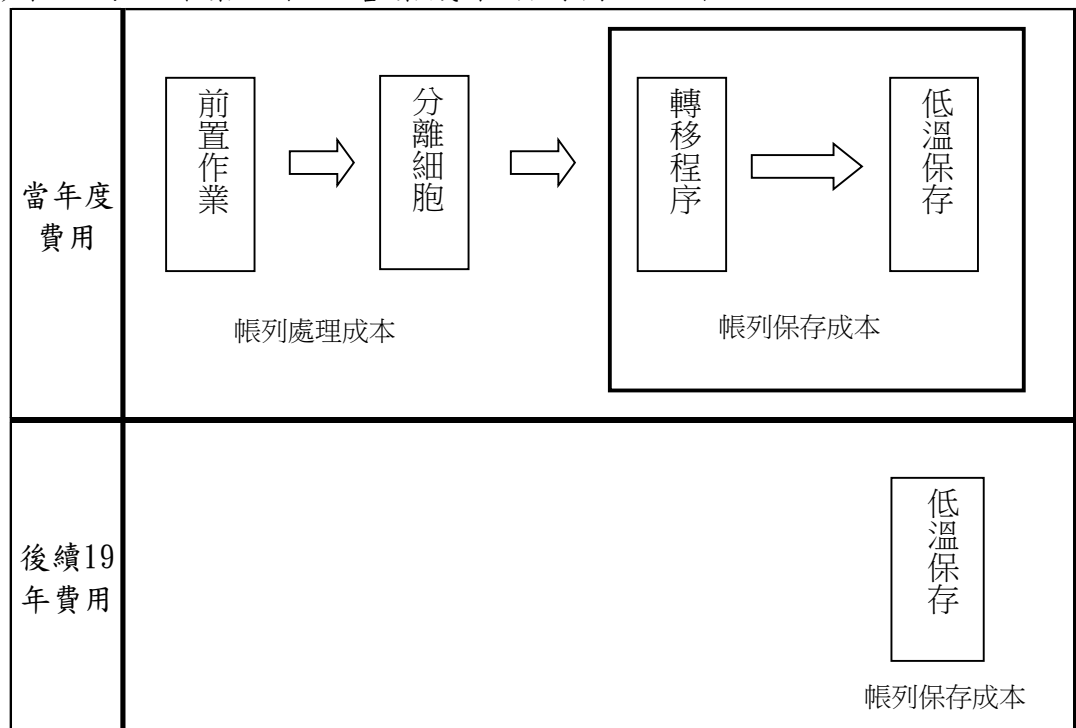 當年度
費用
前置作業
分離細胞
轉移程序
低溫保存
帳列處理成本
帳列保存成本
後續19
年費用
低溫保存
帳列保存成本